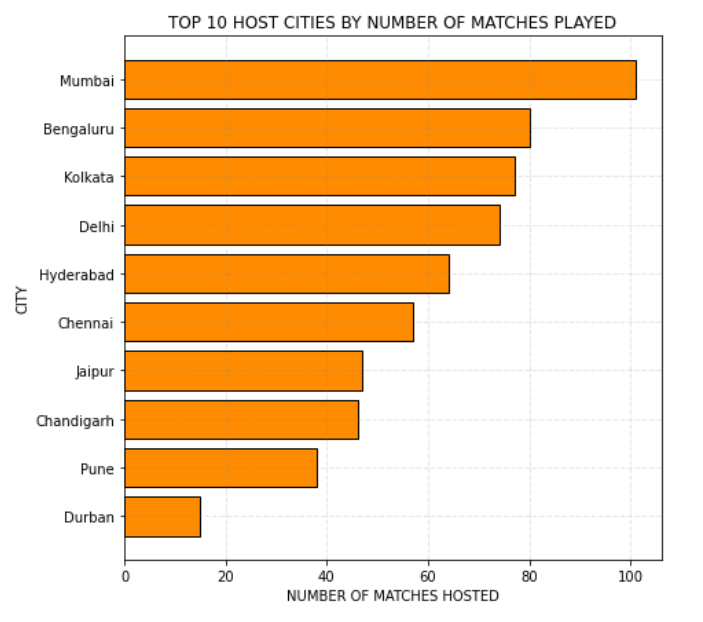 TOP 10 HOST CITIES BY NUMBER OF MATCHES PLAYED
CITY
Mumbai
Bengaluru
Kolkata
Delhi
Hyderabad
Chennai
Jaipur
Chandigarh
Pune
Durban
0 20 40 60 80 100
NUMBER OF MATCHES HOSTED